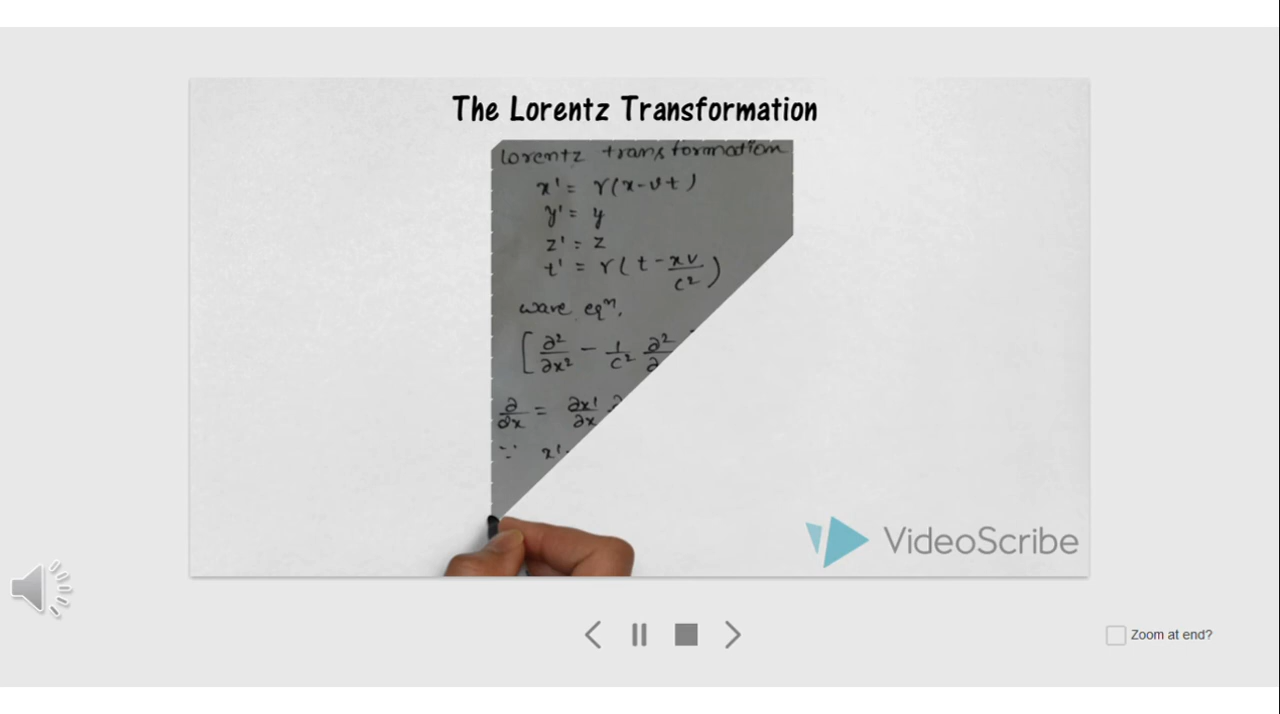 The Lorentz Transformation
Lorentz transformation
x' = γ(x-vt)
y' = y
z' = z
t' = γ(t - xv/c²)
wave eqⁿ.
[∂²/∂x² - 1/c² ∂²/∂
∂/∂x = ∂x'/∂x ∂
∵ x'
VideoScribe
Zoom at end?